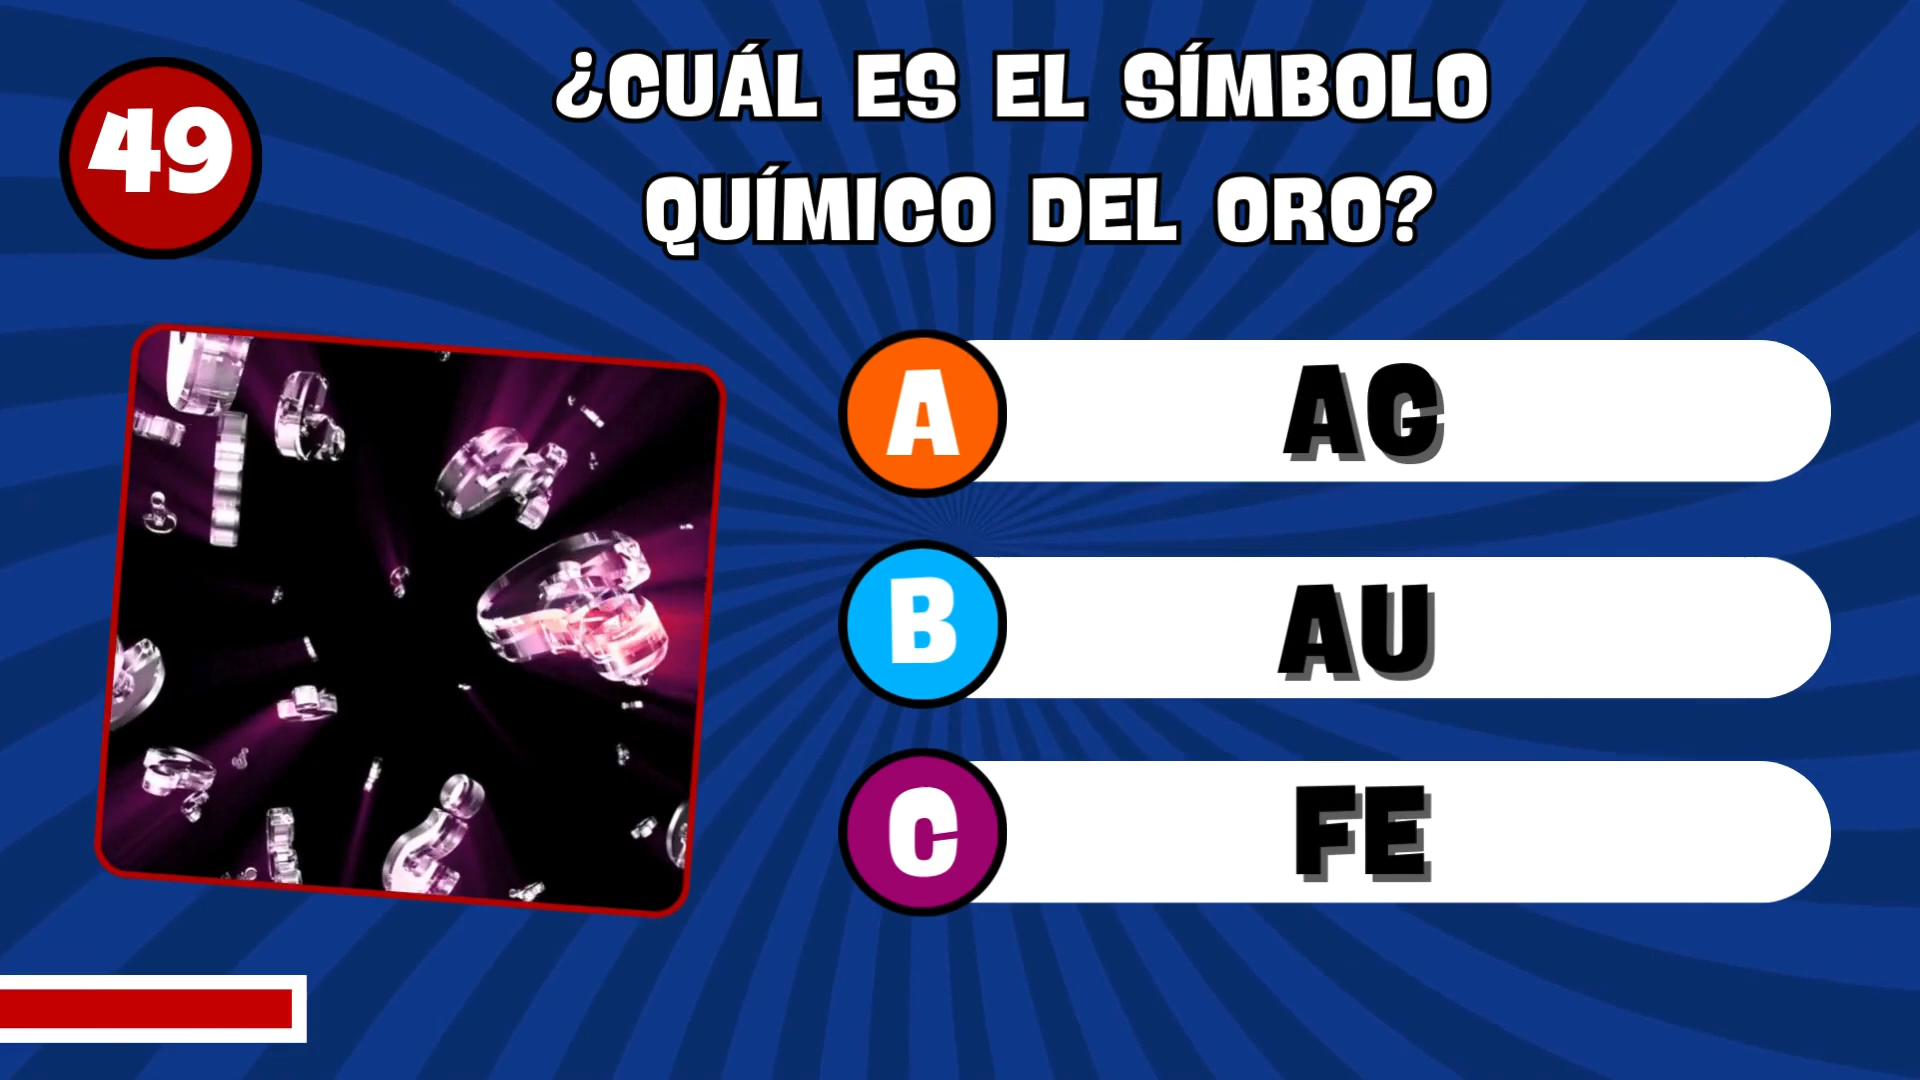 49
¿CUÁL ES EL SÍMBOLO
QUÍMICO DEL ORO?
A AG
B AU
C FE